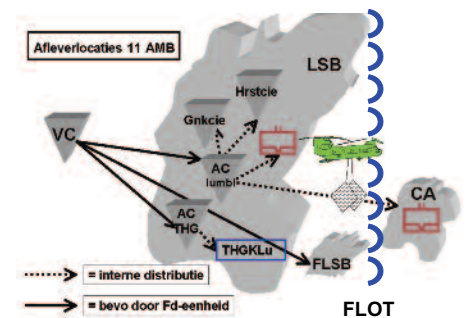 Afleverlocaties 11 AMB
LSB
Hrstcie
Gnkcie
VC
AC
lumbl
CA
AC
THG
THGKLu
FLSB
= interne distributie
= bevo door Fd-eenheid
FLOT